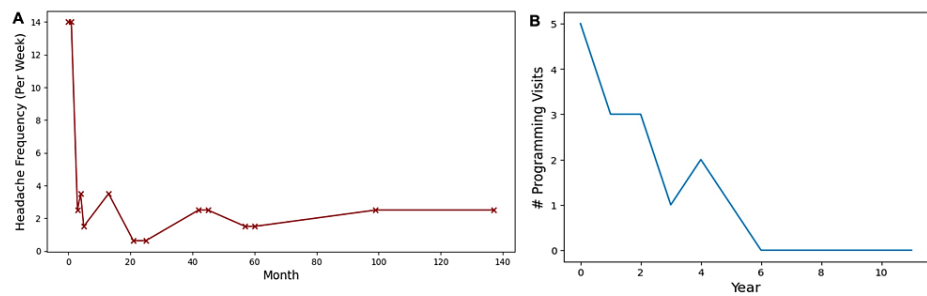 A
Headache Frequency (Per Week)
14
12
10
8
6
4
2
0
0 20 40 60 80 100 120 140
Month
B
# Programming Visits
5
4
3
2
1
0
0 2 4 6 8 10
Year